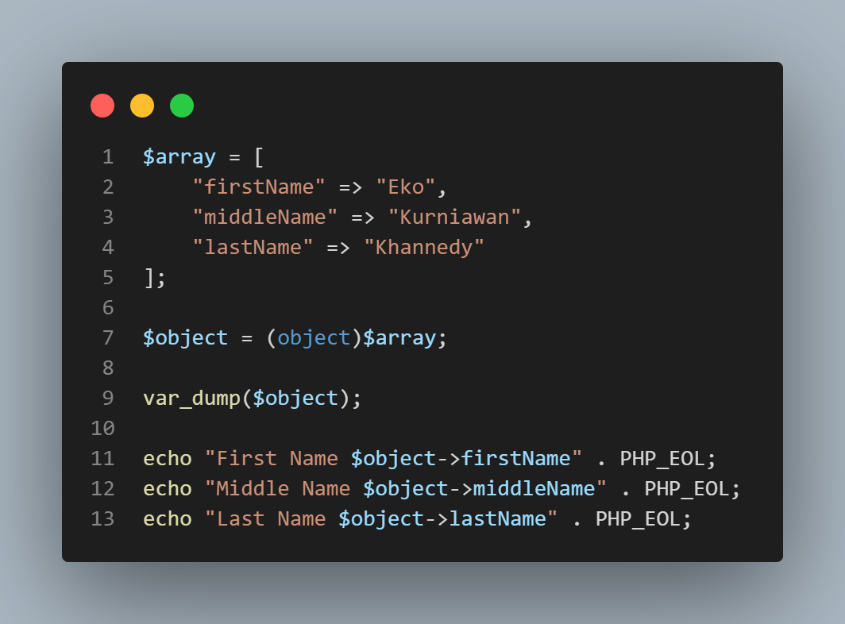 1 $array = [
2     "firstName" => "Eko",
3     "middleName" => "Kurniawan",
4     "lastName" => "Khannedy"
5 ];
6
7 $object = (object)$array;
8
9 var_dump($object);
10
11 echo "First Name $object->firstName" . PHP_EOL;
12 echo "Middle Name $object->middleName" . PHP_EOL;
13 echo "Last Name $object->lastName" . PHP_EOL;